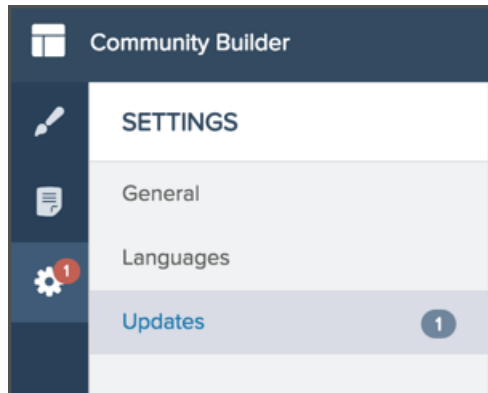 Community Builder
SETTINGS
General
Languages
1
Updates
1